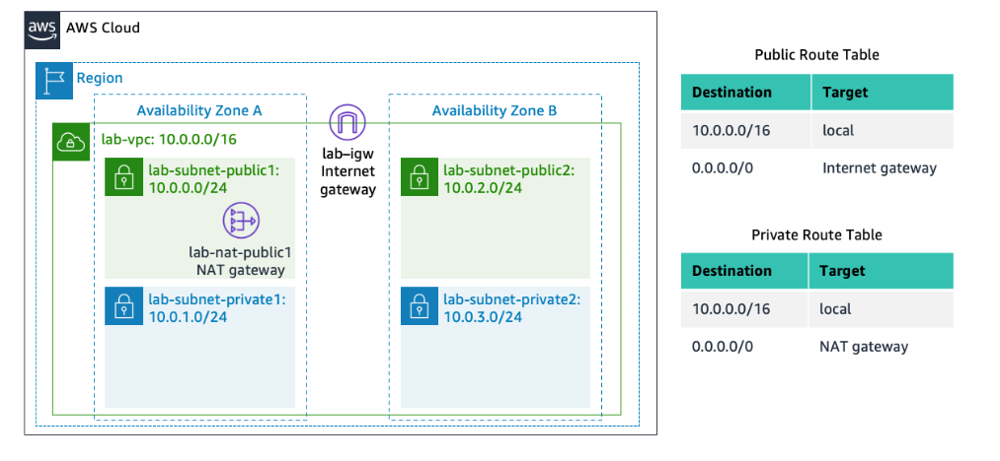 aws
AWS Cloud
Region
Availability Zone A
Availability Zone B
lab-vpc: 10.0.0.0/16
lab-subnet-public1:
10.0.0.0/24
lab-nat-public1
NAT gateway
lab-subnet-private1:
10.0.1.0/24
lab–igw
Internet
gateway
lab-subnet-public2:
10.0.2.0/24
lab-subnet-private2:
10.0.3.0/24
Public Route Table
Destination Target
10.0.0.0/16 local
0.0.0.0/0 Internet gateway
Private Route Table
Destination Target
10.0.0.0/16 local
0.0.0.0/0 NAT gateway